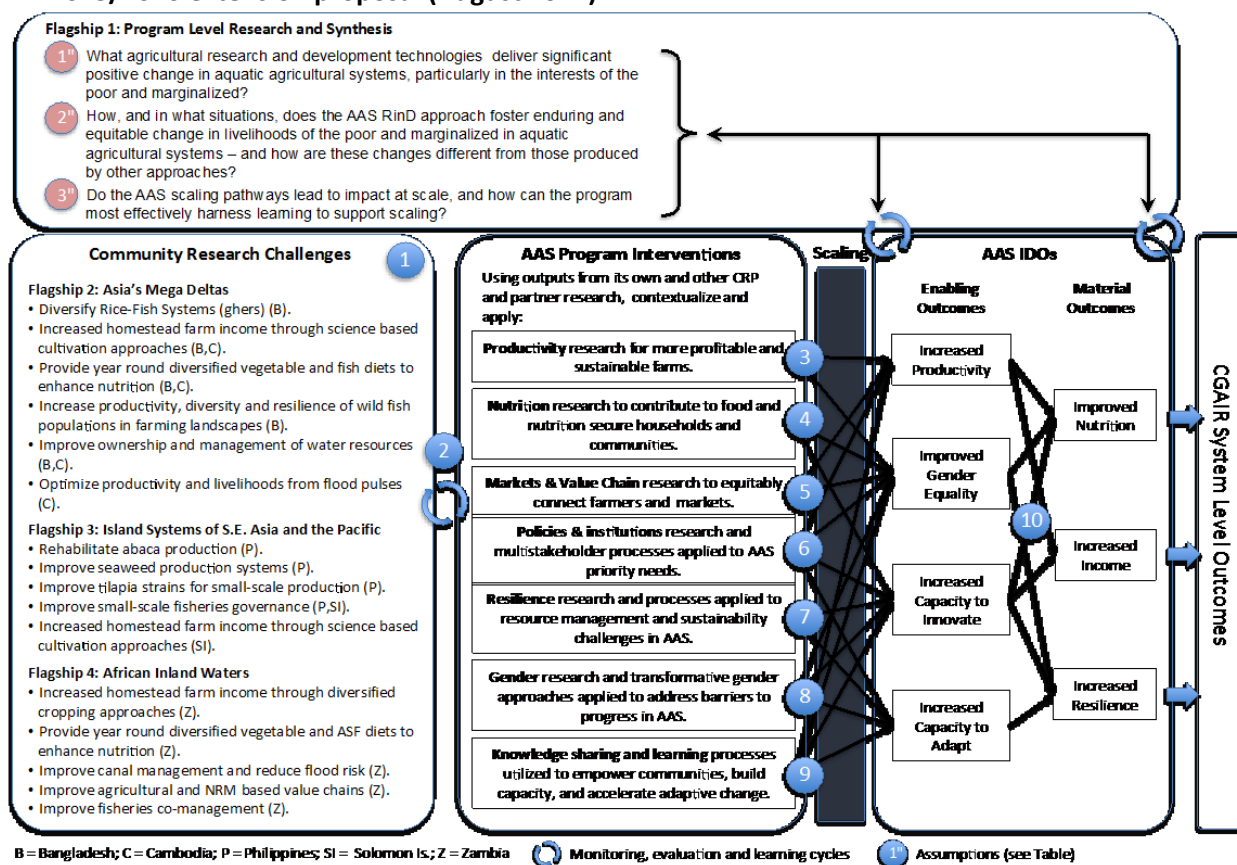 extension proposal (August
Flagship 1: Program Level Research and Synthesis
1" What agricultural research and development technologies deliver significant
positive change in aquatic agricultural systems, particularly in the interests of the
poor and marginalized?
2" How, and in what situations, does the AAS RinD approach foster enduring and
equitable change in livelihoods of the poor and marginalized in aquatic
agricultural systems – and how are these changes different from those produced
by other approaches?
3" Do the AAS scaling pathways lead to impact at scale, and how can the program
most effectively harness learning to support scaling?
Community Research Challenges
1
Flagship 2: Asia's Mega Deltas
• Diversify Rice-Fish Systems (ghers) (B).
• Increased homestead farm income through science based
cultivation approaches (B,C).
• Provide year round diversified vegetable and fish diets to
enhance nutrition (B,C).
• Increase productivity, diversity and resilience of wild fish
populations in farming landscapes (B).
• Improve ownership and management of water resources
(B,C).
• Optimize productivity and livelihoods from flood pulses
(C).
Flagship 3: Island Systems of S.E. Asia and the Pacific
• Rehabilitate abaca production (P).
• Improve seaweed production systems (P).
• Improve tilapia strains for small-scale production (P).
• Improve small-scale fisheries governance (P,SI).
• Increased homestead farm income through science based
cultivation approaches (SI).
Flagship 4: African Inland Waters
• Increased homestead farm income through diversified
cropping approaches (Z).
• Provide year round diversified vegetable and ASF diets to
enhance nutrition (Z).
• Improve canal management and reduce flood risk (Z).
• Improve agricultural and NRM based value chains (Z).
• Improve fisheries co-management (Z).
2
AAS Program Interventions
Using outputs from its own and other CRP
and partner research, contextualize and
apply:
Productivity research for more profitable and
sustainable farms.
3
Nutrition research to contribute to food and
nutrition secure households and
communities.
4
Markets & Value Chain research to equitably
connect farmers and markets.
5
Policies & institutions research and
multistakeholder processes applied to AAS
priority needs.
6
Resilience research and processes applied to
resource management and sustainability
challenges in AAS.
7
Gender research and transformative gender
approaches applied to address barriers to
progress in AAS.
8
Knowledge sharing and learning processes
utilized to empower communities, build
capacity, and accelerate adaptive change.
9
Scaling
AAS IDOs
Enabling
Outcomes
Increased
Productivity
Improved
Gender
Equality
Increased
Capacity to
Innovate
Increased
Capacity to
Adapt
10
Material
Outcomes
Improved
Nutrition
Increased
Income
Increased
Resilience
CGAIR System Level Outcomes
B = Bangladesh; C = Cambodia; P = Philippines; SI = Solomon Is.; Z = Zambia
Monitoring, evaluation and learning cycles
1" Assumptions (see Table)